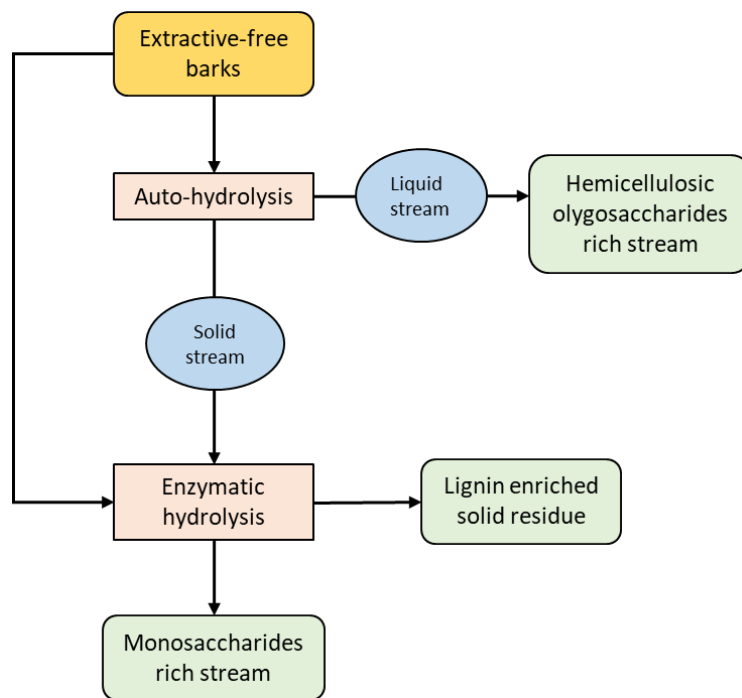 Extractive-free
barks
Auto-hydrolysis
Liquid
stream
Hemicellulosic
olygosaccharides
rich stream
Solid
stream
Enzymatic
hydrolysis
Lignin enriched
solid residue
Monosaccharides
rich stream